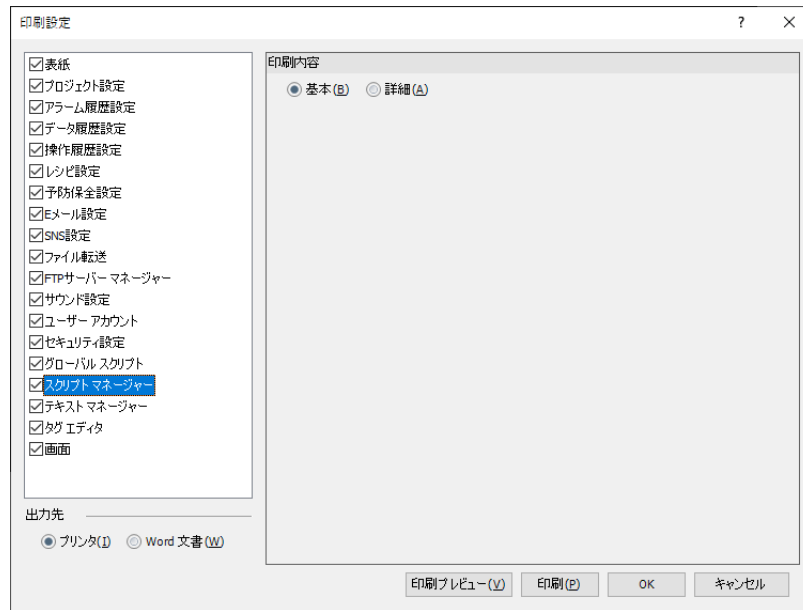 印刷設定
? ×
表紙
プロジェクト設定
アラーム履歴設定
データ履歴設定
操作履歴設定
レシピ設定
予防保全設定
Eメール設定
SNS設定
ファイル転送
FTPサーバー マネージャー
サウンド設定
ユーザー アカウント
セキュリティ設定
グローバル スクリプト
スクリプト マネージャー
テキスト マネージャー
タグ エディタ
画面
印刷内容
基本(B) 詳細(A)
出力先
プリンタ(I) Word 文書(W)
印刷プレビュー(V) 印刷(P) OK キャンセル